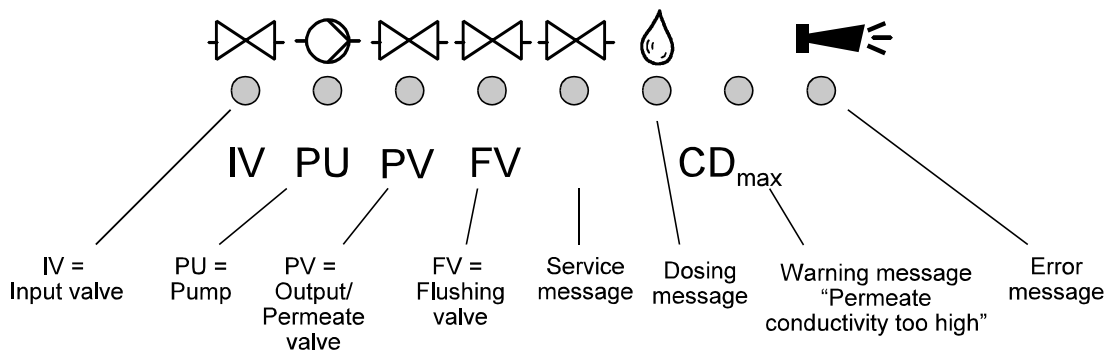 IV PU PV FV CDmax
IV =
Input valve
PU =
Pump
PV =
Output/
Permeate
valve
FV =
Flushing
valve
Service
message
Dosing
message
Warning message
“Permeate
conductivity too high”
Error
message